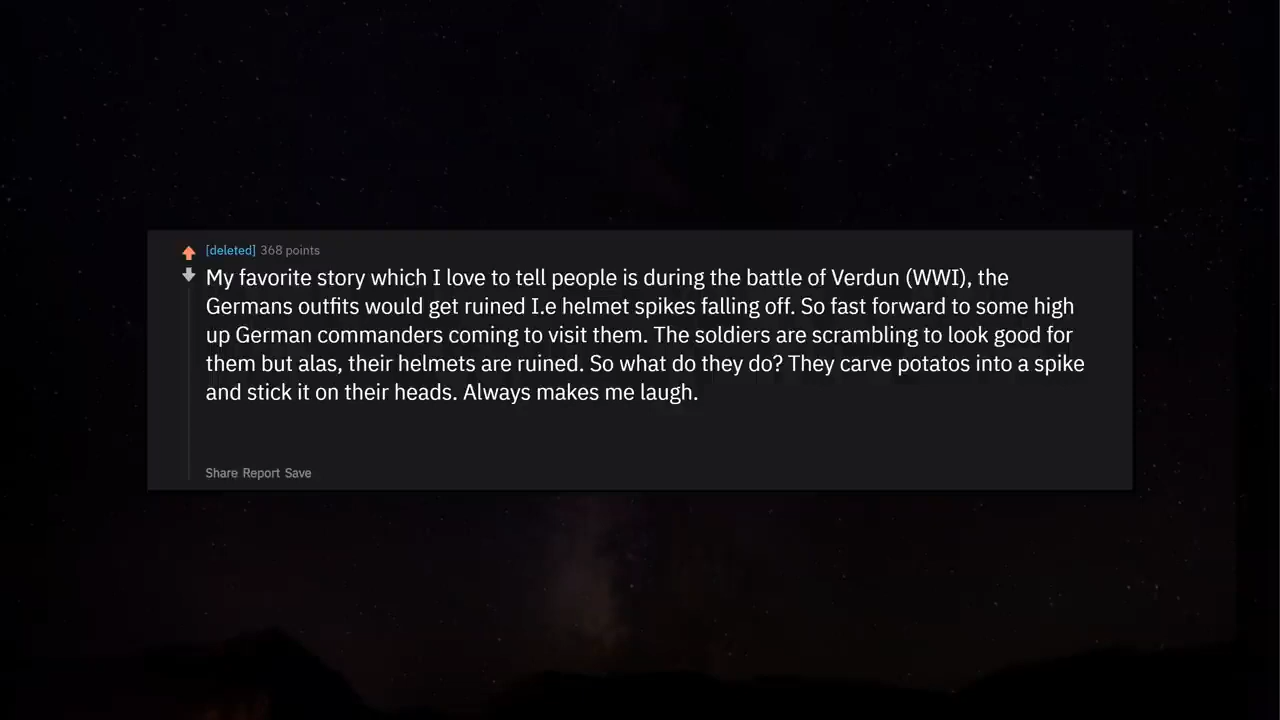 [deleted] 368 points
My favorite story which I love to tell people is during the battle of Verdun (WWI), the
Germans outfits would get ruined I.e helmet spikes falling off. So fast forward to some high
up German commanders coming to visit them. The soldiers are scrambling to look good for
them but alas, their helmets are ruined. So what do they do? They carve potatos into a spike
and stick it on their heads. Always makes me laugh.
Share Report Save